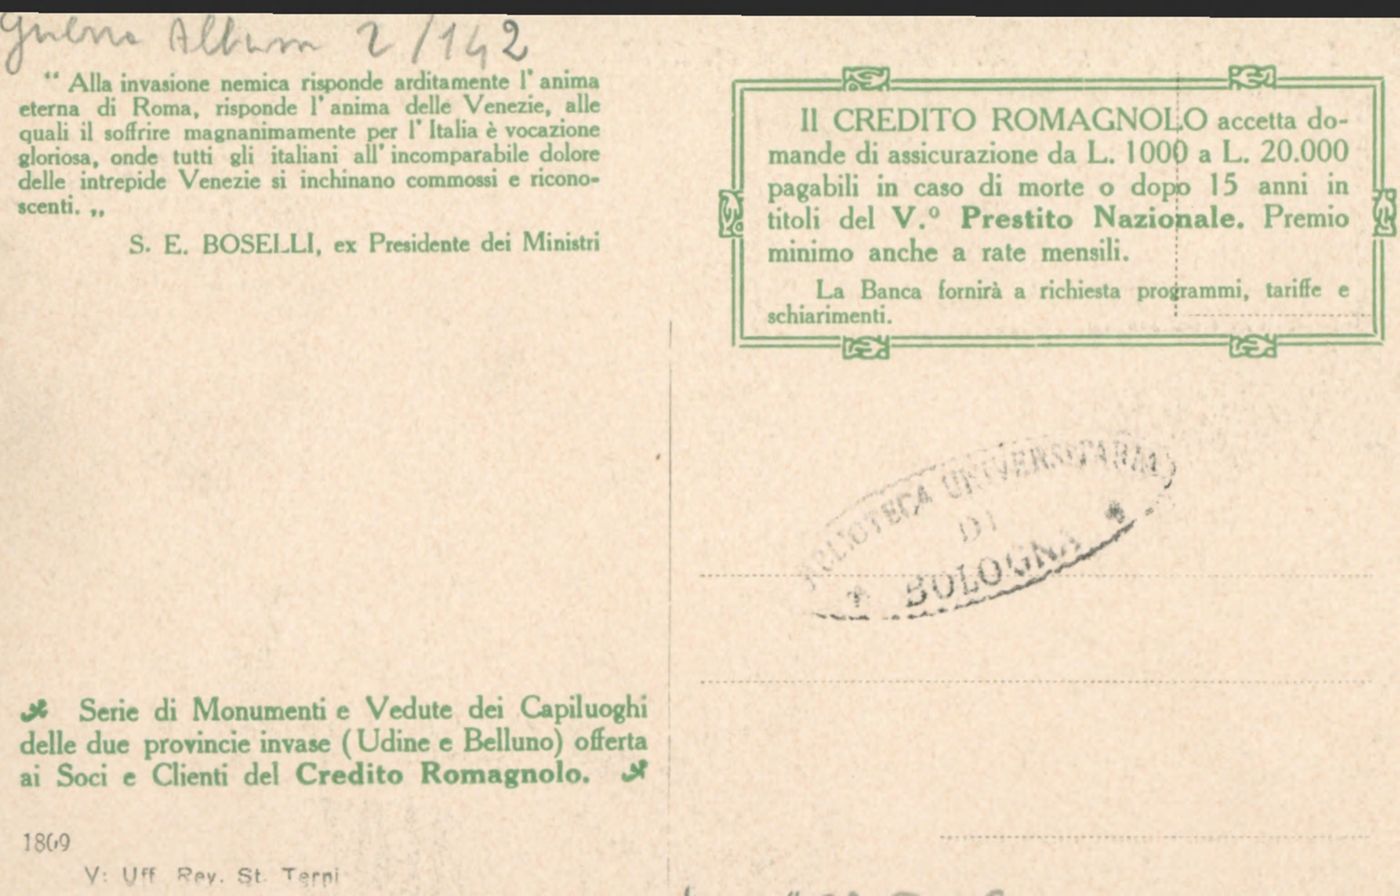 Guerra Album 2/142
“ Alla invasione nemica risponde arditamente l' anima
eterna di Roma, risponde l' anima delle Venezie, alle
quali il soffrire magnanimamente per l' Italia è vocazione
gloriosa, onde tutti gli italiani all' incomparabile dolore
delle intrepide Venezie si inchinano commossi e ricono-
scenti. „
S. E. BOSELLI, ex Presidente dei Ministri
Il CREDITO ROMAGNOLO accetta do-
mande di assicurazione da L. 1000 a L. 20.000
pagabili in caso di morte o dopo 15 anni in
titoli del V.º Prestito Nazionale. Premio
minimo anche a rate mensili.
La Banca fornirà a richiesta programmi, tariffe e
schiarimenti.
BIBLIOTECA UNIVERSITARIA
DI
BOLOGNA
Serie di Monumenti e Vedute dei Capiluoghi
delle due provincie invase (Udine e Belluno) offerta
ai Soci e Clienti del Credito Romagnolo.
1809
V: Uff Rev. St. Terni